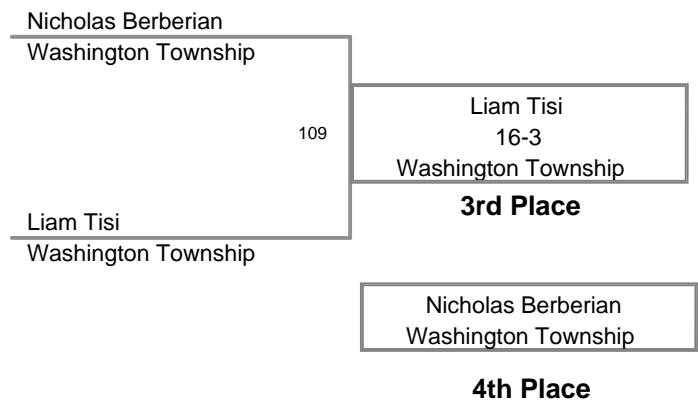 Nicholas Berberian
Washington Township
109
Liam Tisi
16-3
Washington Township
3rd Place
Liam Tisi
Washington Township
Nicholas Berberian
Washington Township
4th Place